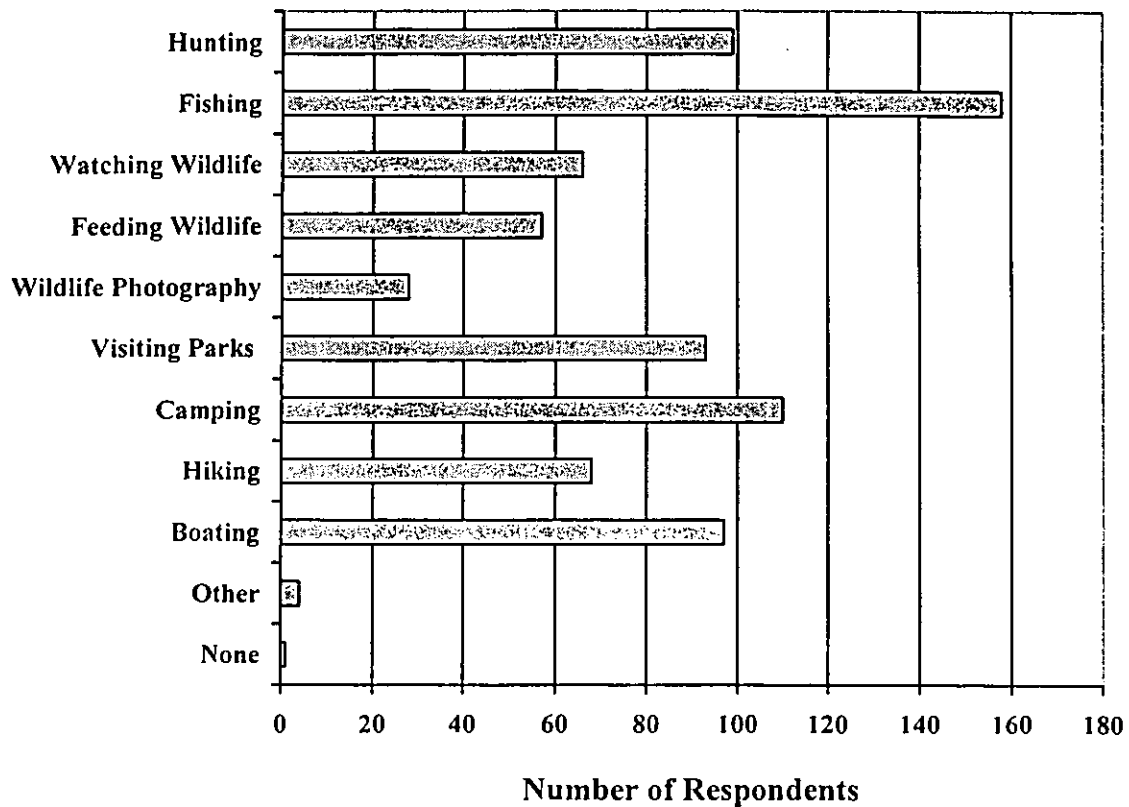 Hunting
Fishing
Watching Wildlife
Feeding Wildlife
Wildlife Photography
Visiting Parks
Camping
Hiking
Boating
Other
None
0 20 40 60 80 100 120 140 160 180
Number of Respondents